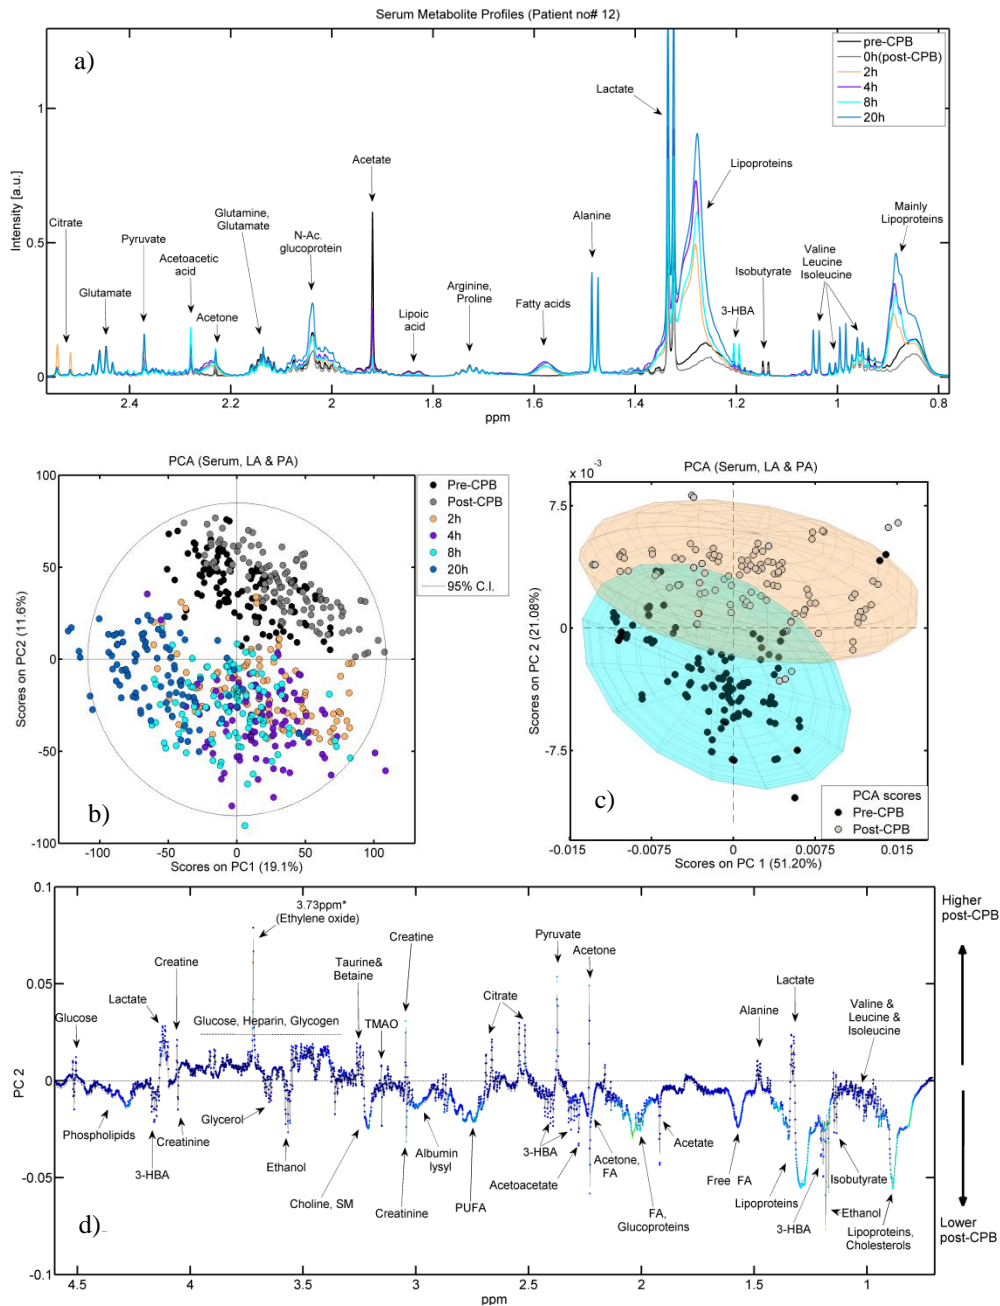 Serum Metabolite Profiles (Patient no# 12)
a)
pre-CPB
0h(post-CPB)
2h
4h
8h
20h
Lactate
Acetate
Lipoproteins
Citrate
Pyruvate
Glutamine,
Glutamate
N-Ac.
glucoprotein
Alanine
Mainly
Lipoproteins
Acetoacetic
acid
Valine
Leucine
Isoleucine
Isobutyrate
Glutamate
Acetone
Lipoic
acid
Arginine,
Proline
Fatty acids
3-HBA
Intensity [a.u.]
1
0.5
0
2.4 2.2 2 1.8 1.6 1.4 1.2 1 0.8
ppm
PCA (Serum, LA & PA)
100
50
0
-50
-100
Scores on PC2 (11.6%)
-100 -50 0 50 100
Scores on PC1 (19.1%)
b)
Pre-CPB
Post-CPB
2h
4h
8h
20h
95% C.I.
PCA (Serum, LA & PA)
x 10-3
7.5
0
-7.5
Scores on PC 2 (21.08%)
-0.015 -0.0075 0 0.0075 0.015
Scores on PC 1 (51.20%)
c)
PCA scores
Pre-CPB
Post-CPB
0.1
0.05
0
-0.05
-0.1
PC 2
3.73ppm*
(Ethylene oxide)
Creatine
Pyruvate
Acetone
Creatine
Taurine&
Betaine
Lactate
Citrate
Lactate
Glucose
Glucose, Heparin, Glycogen
TMAO
Alanine
Valine &
Leucine &
Isoleucine
Phospholipids
Creatinine
Glycerol
3-HBA
Ethanol
Choline, SM
Creatinine
Albumin
lysyl
PUFA
3-HBA
Acetoacetate
Acetone,
FA
FA,
Glucoproteins
Acetate
Free FA
Lipoproteins
3-HBA
Isobutyrate
Ethanol
Lipoproteins,
Cholesterols
d)
Higher
post-CPB
Lower
post-CPB
4.5 4 3.5 3 2.5 2 1.5 1
ppm